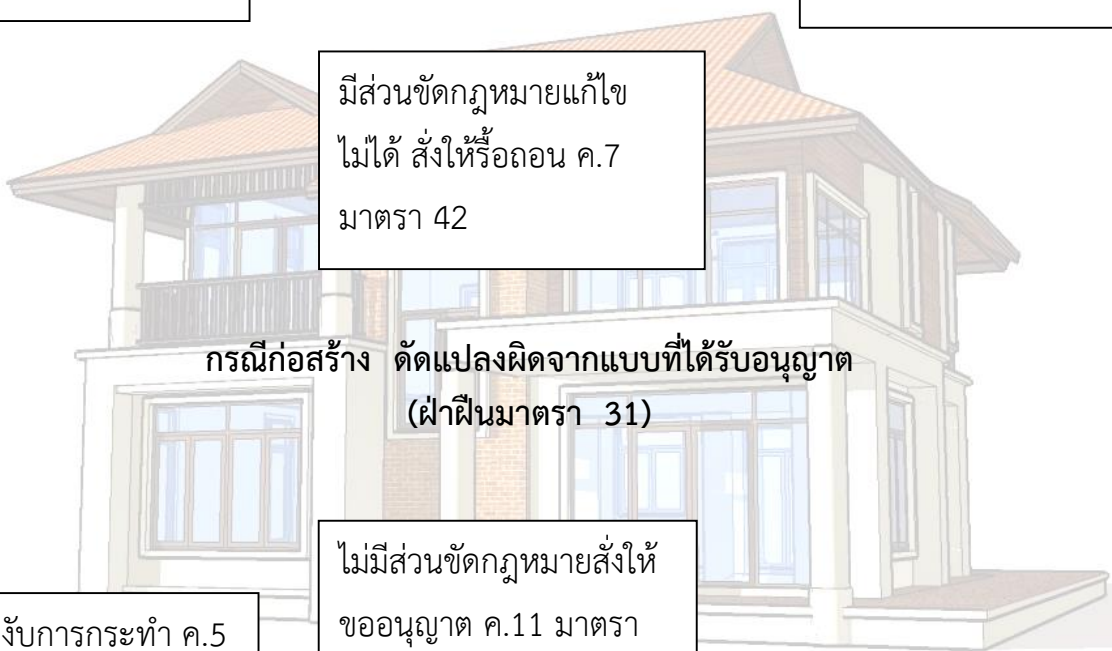 มีส่วนขัดกฎหมายแก้ไข
ไม่ได้ สั่งให้รื้อถอน ค.7
มาตรา 42
กรณีก่อสร้าง ดัดแปลงผิดจากแบบที่ได้รับอนุญาต
(ฝ่าฝืนมาตรา 31)
ไม่มีส่วนขัดกฎหมายสั่งให้
ขออนุญาต ค.11 มาตรา
งับการกระทำ ค.5